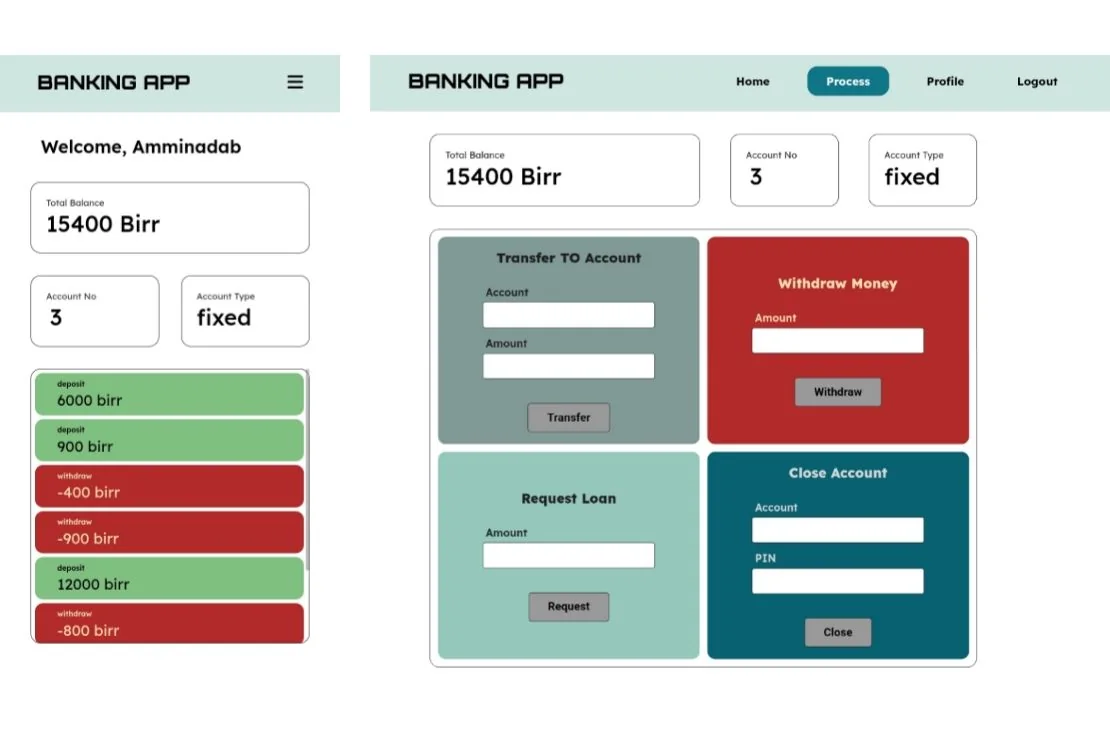 BANKING APP
Welcome, Amminadab
Total Balance
15400 Birr
Account No
3
Account Type
fixed
deposit
6000 birr
deposit
900 birr
withdraw
-400 birr
withdraw
-900 birr
deposit
12000 birr
withdraw
-800 birr
BANKING APP
Home Process Profile Logout
Total Balance
15400 Birr
Account No
3
Account Type
fixed
Transfer TO Account
Account
Amount
Transfer
Withdraw Money
Amount
Withdraw
Request Loan
Amount
Request
Close Account
Account
PIN
Close